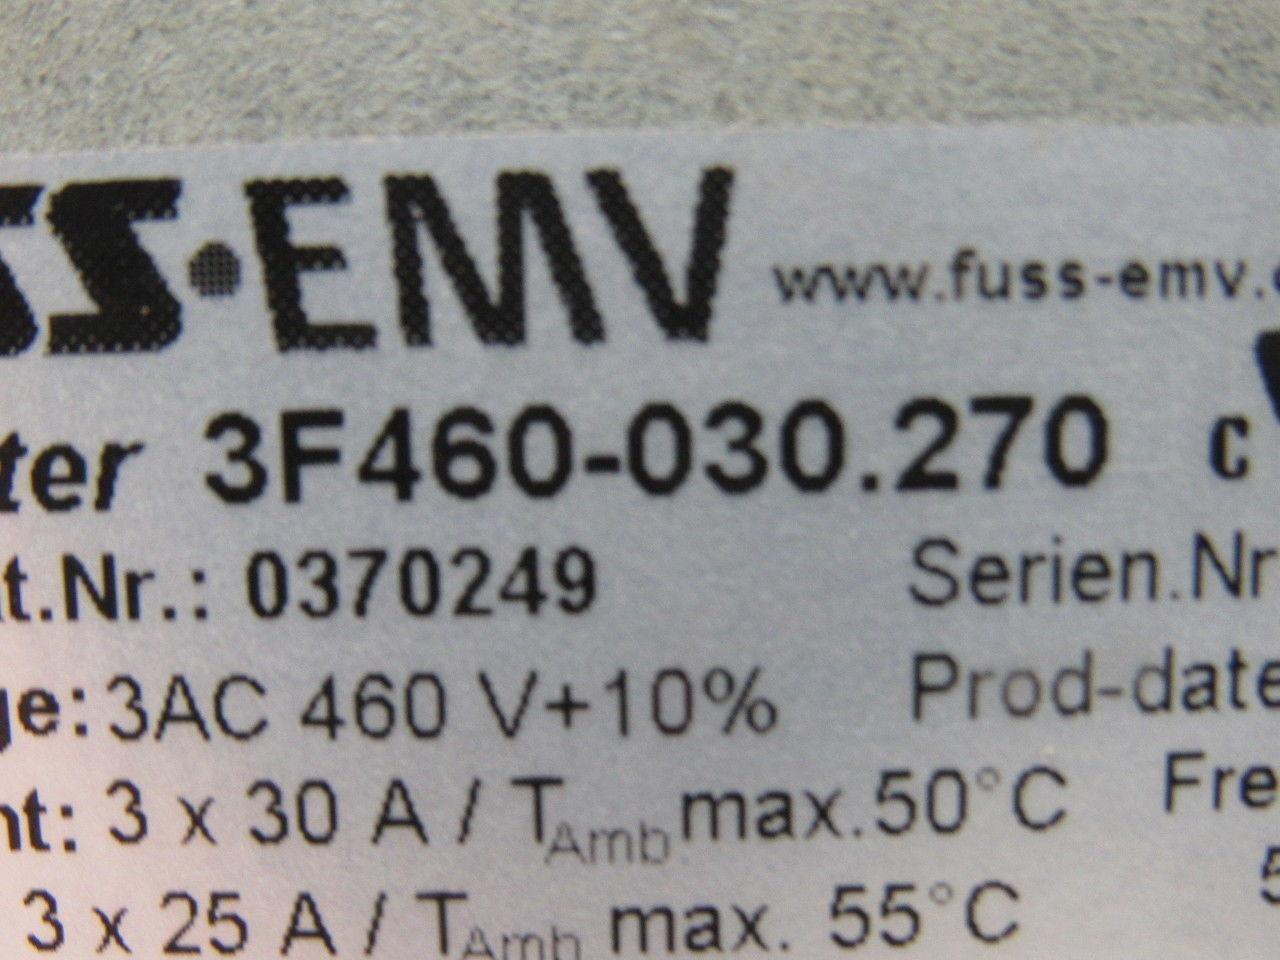 SS·EMV www.fuss-emv.
ter 3F460-030.270 c
t.Nr.: 0370249 Serien.Nr
ge: 3AC 460 V+10% Prod-date
nt: 3 x 30 A / TAmb. max.50°C Fre
3 x 25 A / TAmb max. 55°C 5